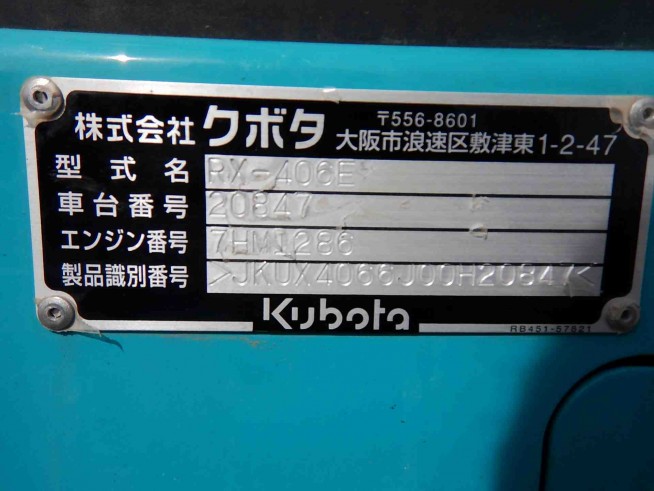 株式会社 クボタ
〒556-8601
大阪市浪速区敷津東1-2-47
型式名 RX-406E
車台番号 20847
エンジン番号 7HM1286
製品識別番号 >JKUX4066J00H20847<
Kubota
RB451-57821